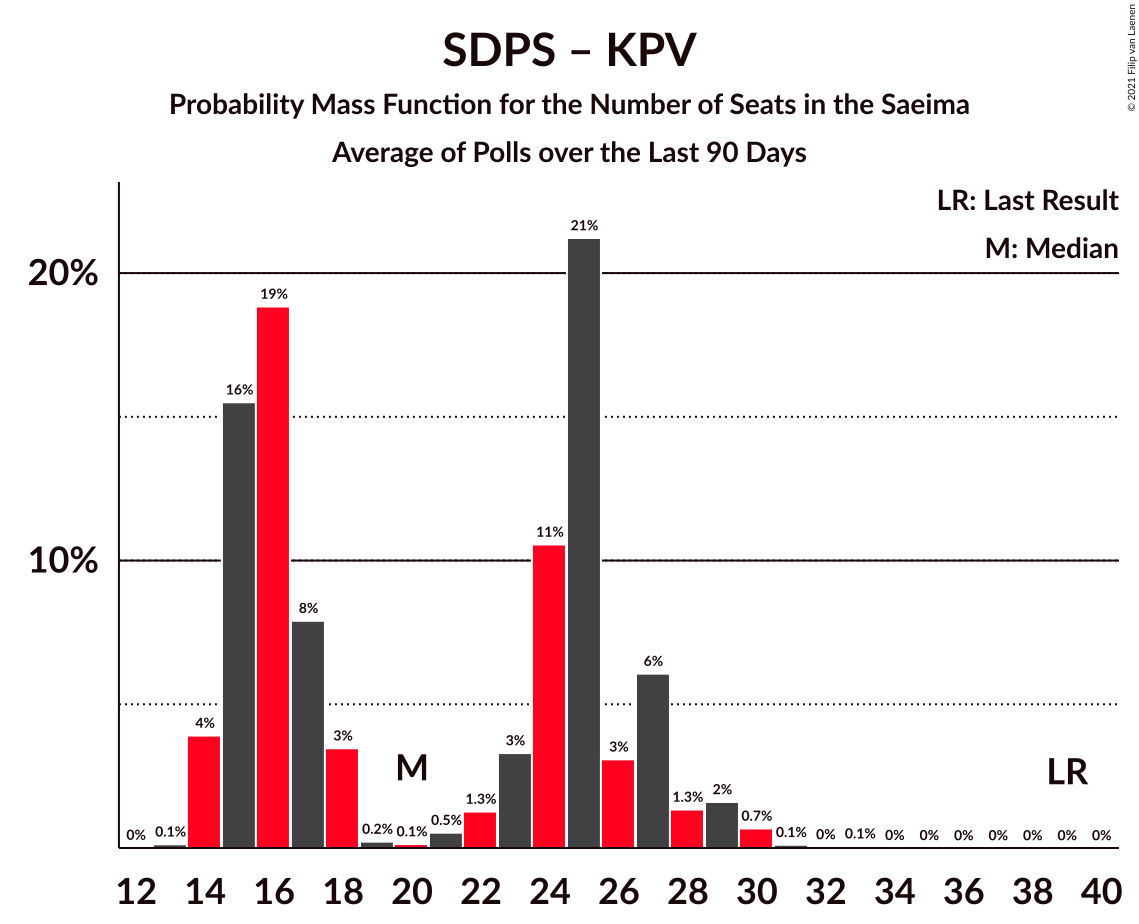 SDPS – KPV
Probability Mass Function for the Number of Seats in the Saeima
Average of Polls over the Last 90 Days
© 2021 Filip van Laenen
LR: Last Result
M: Median
20%
10%
0% 0.1% 4% 16% 19% 8% 3% 0.2% 0.1% 0.5% 1.3% 3% 11% 21% 3% 6% 1.3% 2% 0.7% 0.1% 0% 0.1% 0% 0% 0% 0% 0% 0% 0%
M
LR
12 14 16 18 20 22 24 26 28 30 32 34 36 38 40